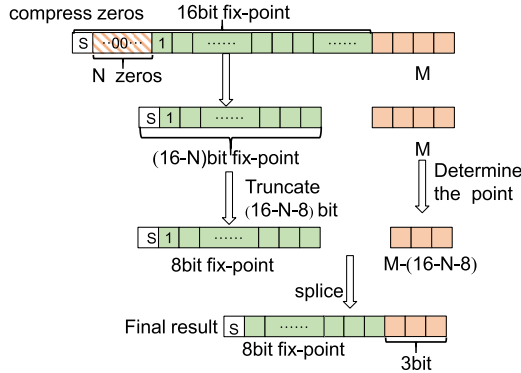 compress zeros 16bit fix-point
S ··00··· 1 ······ ······
N zeros M
S 1 ······
(16-N)bit fix-point M
Truncate Determine
(16-N-8) bit the point
S 1 ······
8bit fix-point M-(16-N-8)
splice
Final result S ······
8bit fix-point 3bit